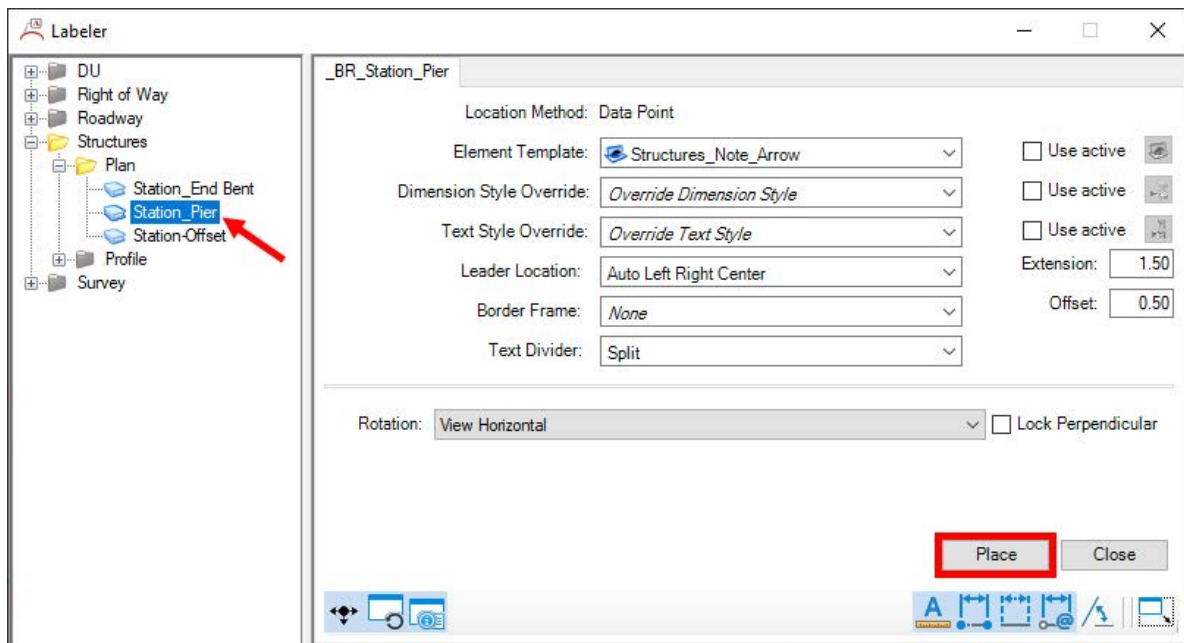 Labeler
DU
Right of Way
Roadway
Structures
Plan
Station_End Bent
Station_Pier
Station-Offset
Profile
Survey
_BR_Station_Pier
Location Method: Data Point
Element Template: Structures_Note_Arrow Use active
Dimension Style Override: Override Dimension Style Use active
Text Style Override: Override Text Style Use active
Leader Location: Auto Left Right Center Extension: 1.50
Border Frame: None Offset: 0.50
Text Divider: Split
Rotation: View Horizontal Lock Perpendicular
Place Close